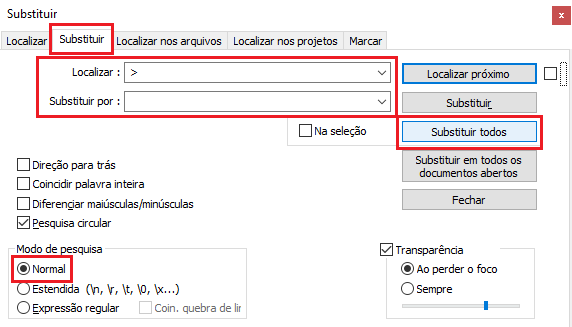 Substituir
x
Localizar Substituir Localizar nos arquivos Localizar nos projetos Marcar
Localizar : > Localizar próximo
Substituir por : Substituir
Na seleção Substituir todos
Substituir em todos os
documentos abertos
Fechar
Direção para trás
Coincidir palavra inteira
Diferenciar maiúsculas/minúsculas
Pesquisa circular
Modo de pesquisa
Normal
Estendida (\n, \r, \t, \0, \x...)
Expressão regular Coin. quebra de lir
Transparência
Ao perder o foco
Sempre